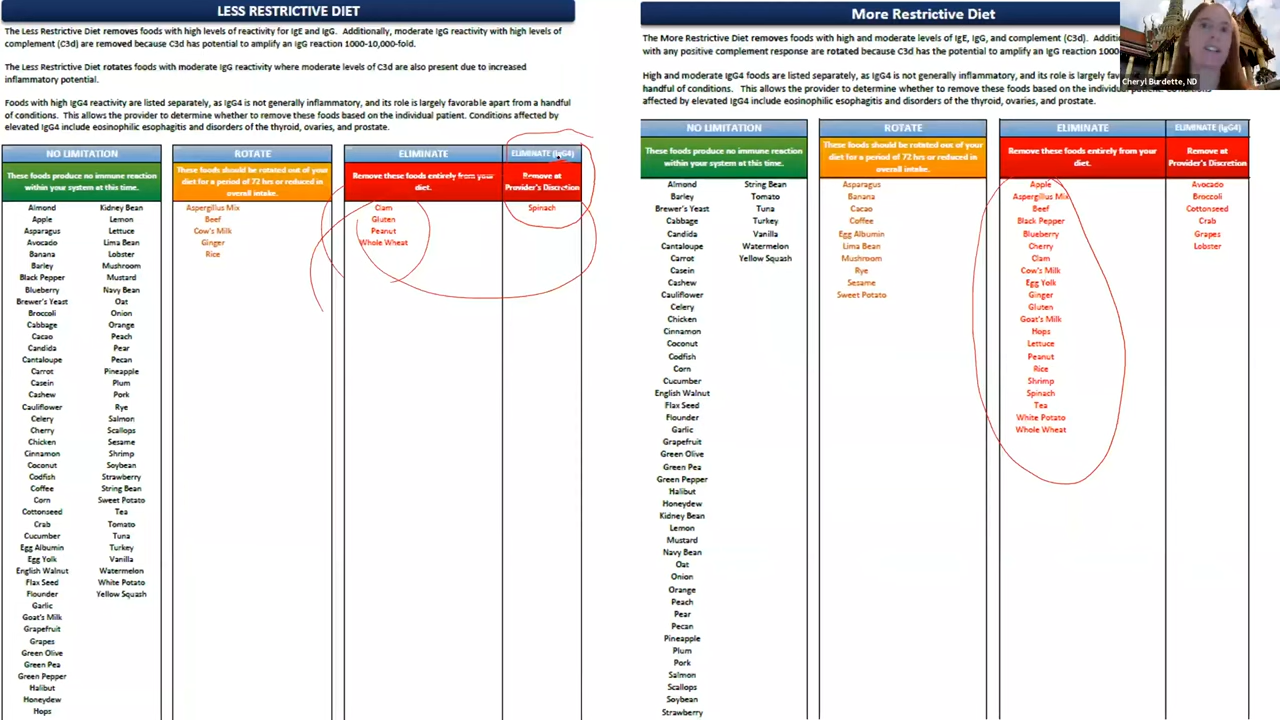 LESS RESTRICTIVE DIET
The Less Restrictive Diet removes foods with high levels of reactivity for IgE and IgG. Additionally, moderate IgG reactivity with high levels of
complement (C3d) are removed because C3d has potential to amplify an IgG reaction 1000-10,000-fold.
The Less Restrictive Diet rotates foods with moderate IgG reactivity where moderate levels of C3d are also present due to increased
inflammatory potential.
Foods with high IgG4 reactivity are listed separately, as IgG4 is not generally inflammatory, and its role is largely favorable apart from a handful
of conditions. This allows the provider to determine whether to remove these foods based on the individual patient. Conditions affected by
elevated IgG4 include eosinophilic esophagitis and disorders of the thyroid, ovaries, and prostate.
NO LIMITATION
These foods produce no immune reaction
within your system at this time.
Almond
Apple
Asparagus
Avocado
Banana
Barley
Black Pepper
Blueberry
Brewer's Yeast
Broccoli
Cabbage
Cacao
Candida
Cantaloupe
Carrot
Casein
Cashew
Cauliflower
Celery
Cherry
Chicken
Cinnamon
Coconut
Codfish
Coffee
Corn
Cottonseed
Crab
Cucumber
Egg Albumin
Egg Yolk
English Walnut
Flax Seed
Flounder
Garlic
Goat's Milk
Grapefruit
Grapes
Green Olive
Green Pea
Green Pepper
Halibut
Honeydew
Hops
Kidney Bean
Lemon
Lettuce
Lima Bean
Lobster
Mushroom
Mustard
Navy Bean
Oat
Onion
Orange
Peach
Pear
Pecan
Pineapple
Plum
Pork
Rye
Salmon
Scallops
Sesame
Shrimp
Soybean
Strawberry
String Bean
Sweet Potato
Tea
Tomato
Tuna
Turkey
Vanilla
Watermelon
White Potato
Yellow Squash
ROTATE
These foods should be rotated out of your
diet for a period of 72 hrs or reduced in
overall intake.
Aspergillus Mix
Beef
Cow's Milk
Ginger
Rice
ELIMINATE
Remove these foods entirely from your
diet.
Clam
Gluten
Peanut
Whole Wheat
ELIMINATE (IgG4)
Remove at
Provider's Discretion
Spinach
More Restrictive Diet
The More Restrictive Diet removes foods with high and moderate levels of IgE, IgG, and complement (C3d).
with any positive complement response are rotated because C3d has the potential to amplify an IgG reaction 1000
High and moderate IgG4 foods are listed separately, as IgG4 is not generally inflammatory, and its role is largely
handful of conditions. This allows the provider to determine whether to remove these foods based on the individual patient. Conditions
affected by elevated IgG4 include eosinophilic esophagitis and disorders of the thyroid, ovaries, and prostate.
NO LIMITATION
These foods produce no immune reaction
within your system at this time.
Almond
Barley
Brewer's Yeast
Cabbage
Candida
Cantaloupe
Carrot
Casein
Cashew
Cauliflower
Celery
Chicken
Cinnamon
Coconut
Codfish
Corn
Cucumber
English Walnut
Flax Seed
Flounder
Garlic
Grapefruit
Green Olive
Green Pea
Green Pepper
Halibut
Honeydew
Kidney Bean
Lemon
Mustard
Navy Bean
Oat
Onion
Orange
Peach
Pear
Pecan
Pineapple
Plum
Pork
Salmon
Scallops
Soybean
Strawberry
String Bean
Tomato
Tuna
Turkey
Vanilla
Watermelon
Yellow Squash
ROTATE
These foods should be rotated out of your
diet for a period of 72 hrs or reduced in
overall intake.
Asparagus
Banana
Cacao
Coffee
Egg Albumin
Lima Bean
Mushroom
Rye
Sesame
Sweet Potato
ELIMINATE
Remove these foods entirely from your
diet.
Apple
Aspergillus Mix
Beef
Black Pepper
Blueberry
Cherry
Clam
Cow's Milk
Egg Yolk
Ginger
Gluten
Goat's Milk
Hops
Lettuce
Peanut
Rice
Shrimp
Spinach
Tea
White Potato
Whole Wheat
ELIMINATE (IgG4)
Remove at
Provider's Discretion
Avocado
Broccoli
Cottonseed
Crab
Grapes
Lobster
Cheryl Burdette, ND